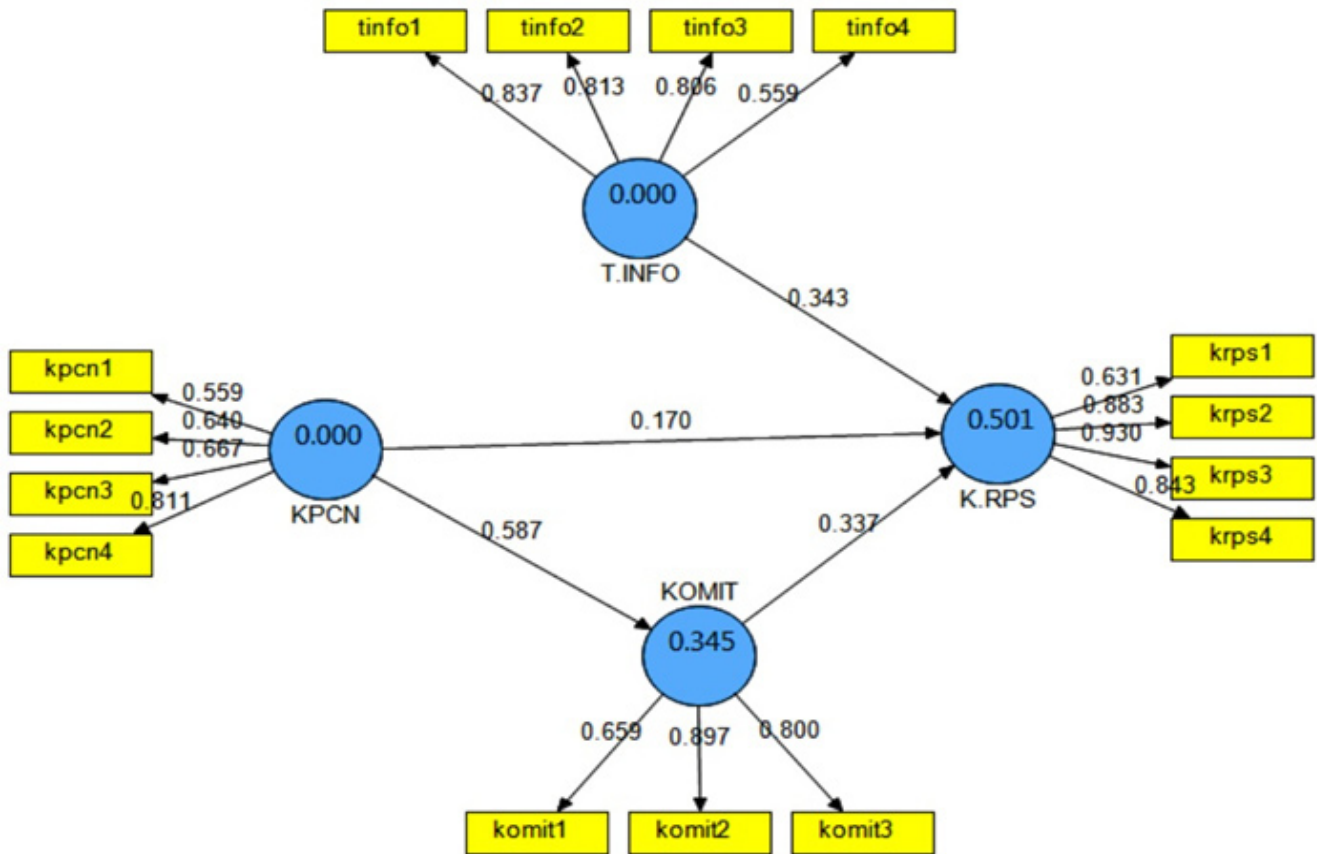 tinfo1
tinfo2
tinfo3
tinfo4
0.837
0.813
0.806
0.559
0.000
T.INFO
0.343
kpcn1
kpcn2
kpcn3
kpcn4
0.559
0.640
0.667
0.811
0.000
KPCN
0.170
0.587
0.501
K.RPS
0.631
0.883
0.930
0.843
krps1
krps2
krps3
krps4
0.337
KOMIT
0.345
0.659
0.897
0.800
komit1
komit2
komit3